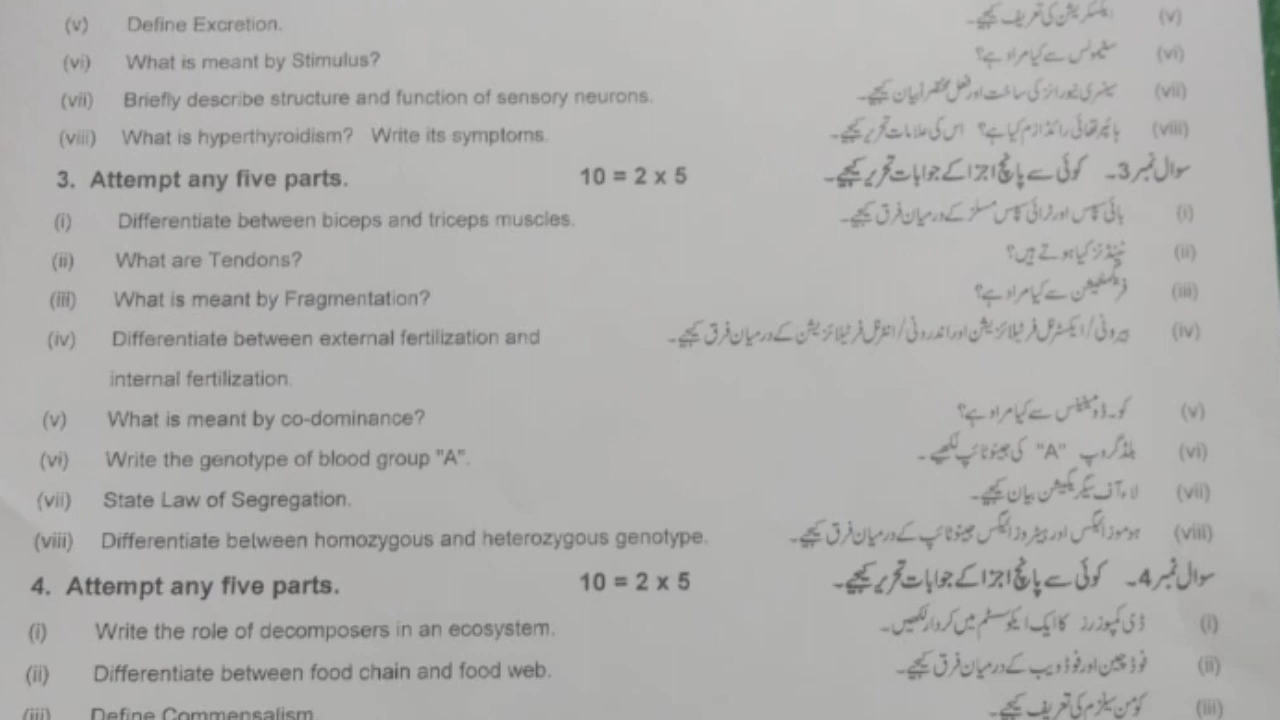 (v) Define Excretion. ایکسکریشن کی تعریف کیجیے۔ (v)
(vi) What is meant by Stimulus? سٹیمولس سے کیا مراد ہے؟ (vi)
(vii) Briefly describe structure and function of sensory neurons. سینسری نیورانز کی ساخت اور فعل مختصراً بیان کیجیے۔ (vii)
(viii) What is hyperthyroidism? Write its symptoms. ہائپر تھائی رائڈازم کیا ہے؟ اس کی علامات تحریر کیجیے۔ (viii)
3. Attempt any five parts. 10 = 2 x 5 سوال نمبر 3۔ کوئی سے پانچ اجزا کے جوابات تحریر کیجیے۔
(i) Differentiate between biceps and triceps muscles. بائی سیپس اور ٹرائی سیپس مسلز کے درمیان فرق کیجیے۔ (i)
(ii) What are Tendons? ٹینڈنز کیا ہوتے ہیں؟ (ii)
(iii) What is meant by Fragmentation? فریگمنٹیشن سے کیا مراد ہے؟ (iii)
(iv) Differentiate between external fertilization and بیرونی/ایکسٹرنل فرٹیلائزیشن اور اندرونی/انٹرنل فرٹیلائزیشن کے درمیان فرق کیجیے۔ (iv)
internal fertilization.
(v) What is meant by co-dominance? کو۔ڈومیننس سے کیا مراد ہے؟ (v)
(vi) Write the genotype of blood group "A". بلڈ گروپ "A" کی جینوٹائپ لکھیے۔ (vi)
(vii) State Law of Segregation. لاء آف سیگریگیشن بیان کیجیے۔ (vii)
(viii) Differentiate between homozygous and heterozygous genotype. ہوموزائیگس اور ہیٹروزائیگس جینوٹائپ کے درمیان فرق کیجیے۔ (viii)
4. Attempt any five parts. 10 = 2 x 5 سوال نمبر 4۔ کوئی سے پانچ اجزا کے جوابات تحریر کیجیے۔
(i) Write the role of decomposers in an ecosystem. ڈی کمپوزرز کا ایک ایکوسسٹم میں کردار لکھیں۔ (i)
(ii) Differentiate between food chain and food web. فوڈ چین اور فوڈ ویب کے درمیان فرق کیجیے۔ (ii)
(iii) Define Commensalism. کومن سیلزم کی تعریف کیجیے۔ (iii)